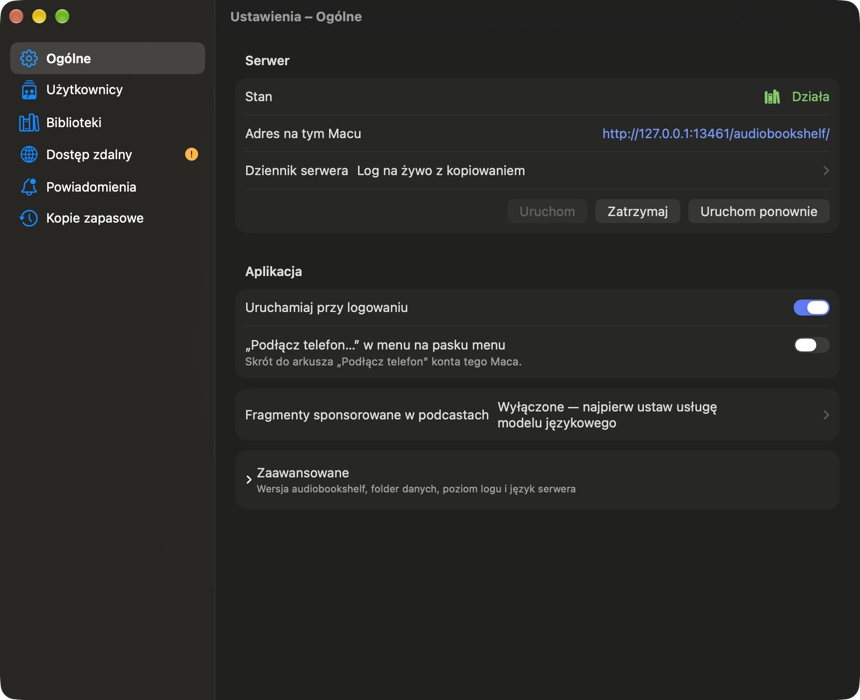 Ustawienia – Ogólne
Ogólne
Użytkownicy
Biblioteki
Dostęp zdalny
Powiadomienia
Kopie zapasowe
Serwer
Stan
Działa
Adres na tym Macu
http://127.0.0.1:13461/audiobookshelf/
Dziennik serwera Log na żywo z kopiowaniem
Uruchom Zatrzymaj Uruchom ponownie
Aplikacja
Uruchamiaj przy logowaniu
„Podłącz telefon…” w menu na pasku menu
Skrót do arkusza „Podłącz telefon” konta tego Maca.
Fragmenty sponsorowane w podcastach
Wyłączone — najpierw ustaw usługę
modelu językowego
Zaawansowane
Wersja audiobookshelf, folder danych, poziom logu i język serwera